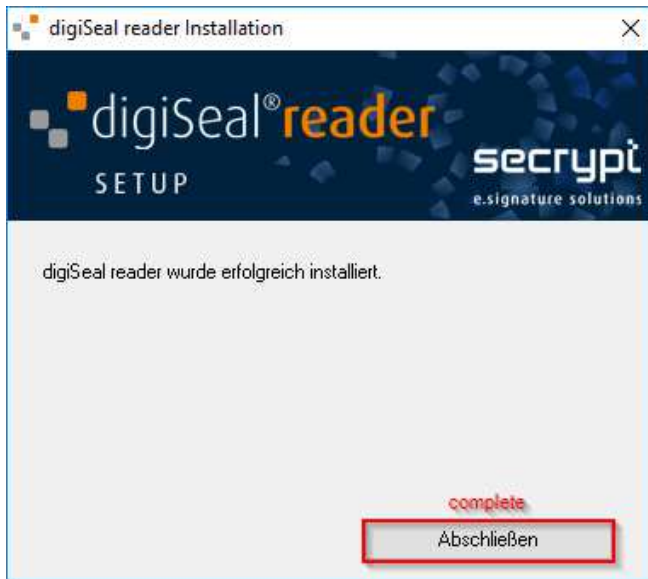 digiSeal reader Installation
digiSeal®reader
SETUP
secrypt
e.signature solutions
digiSeal reader wurde erfolgreich installiert.
complete
Abschließen